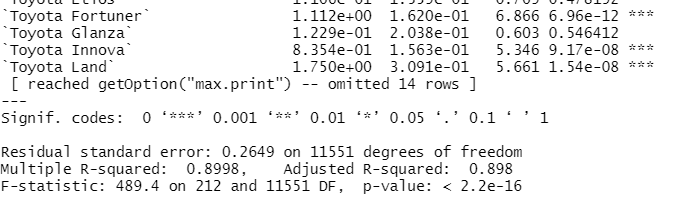 `Toyota Fortuner` 1.112e+00 1.620e-01 6.866 6.96e-12 ***
`Toyota Glanza` 1.229e-01 2.038e-01 0.603 0.546412
`Toyota Innova` 8.354e-01 1.563e-01 5.346 9.17e-08 ***
`Toyota Land` 1.750e+00 3.091e-01 5.661 1.54e-08 ***
[ reached getOption("max.print") -- omitted 14 rows ]
---
Signif. codes: 0 ‘***’ 0.001 ‘**’ 0.01 ‘*’ 0.05 ‘.’ 0.1 ‘ ’ 1
Residual standard error: 0.2649 on 11551 degrees of freedom
Multiple R-squared: 0.8998, Adjusted R-squared: 0.898
F-statistic: 489.4 on 212 and 11551 DF, p-value: < 2.2e-16